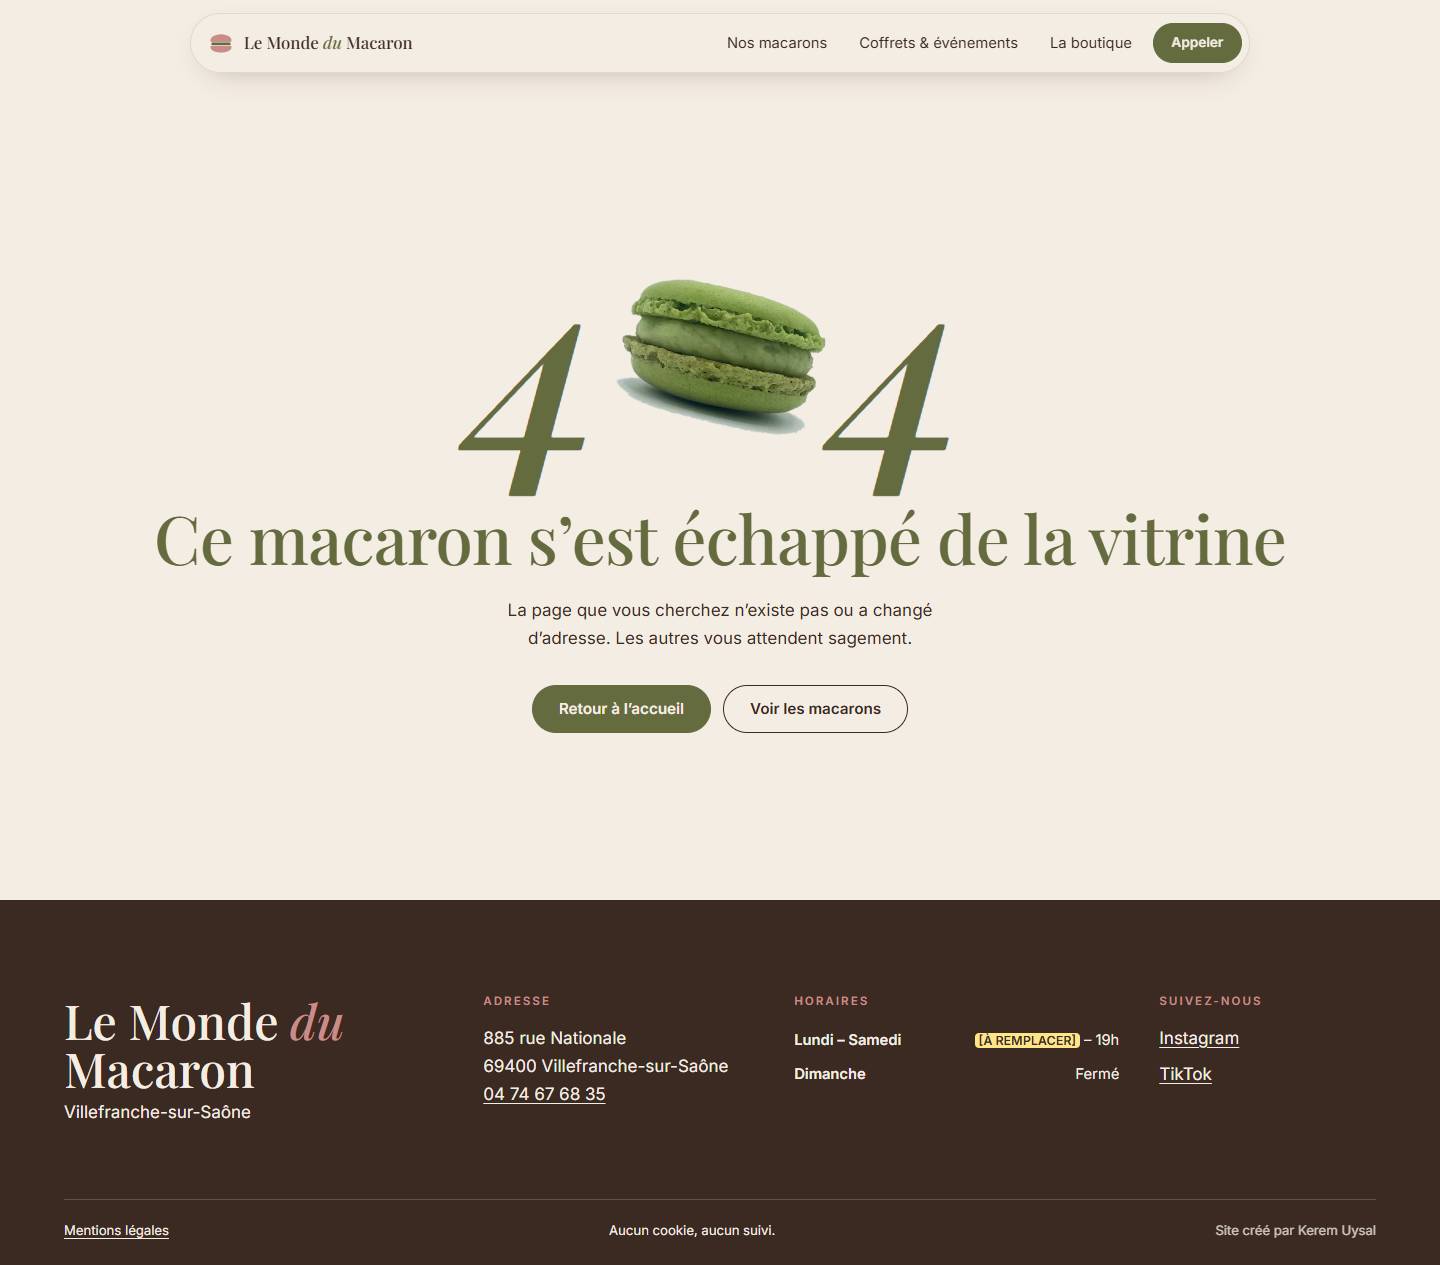 Le Monde du Macaron
Nos macarons
Coffrets & événements
La boutique
Appeler
4 4
Ce macaron s’est échappé de la vitrine
La page que vous cherchez n’existe pas ou a changé
d’adresse. Les autres vous attendent sagement.
Retour à l’accueil
Voir les macarons
Le Monde du
Macaron
Villefranche-sur-Saône
ADRESSE
885 rue Nationale
69400 Villefranche-sur-Saône
04 74 67 68 35
HORAIRES
Lundi – Samedi [À REMPLACER] – 19h
Dimanche Fermé
SUIVEZ-NOUS
Instagram
TikTok
Mentions légales
Aucun cookie, aucun suivi.
Site créé par Kerem Uysal